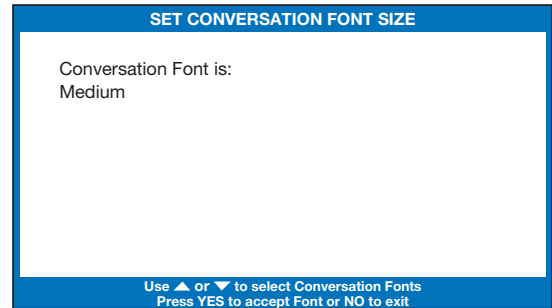 SET CONVERSATION FONT SIZE
Conversation Font is:
Medium
Use ▲ or ▼ to select Conversation Fonts
Press YES to accept Font or NO to exit